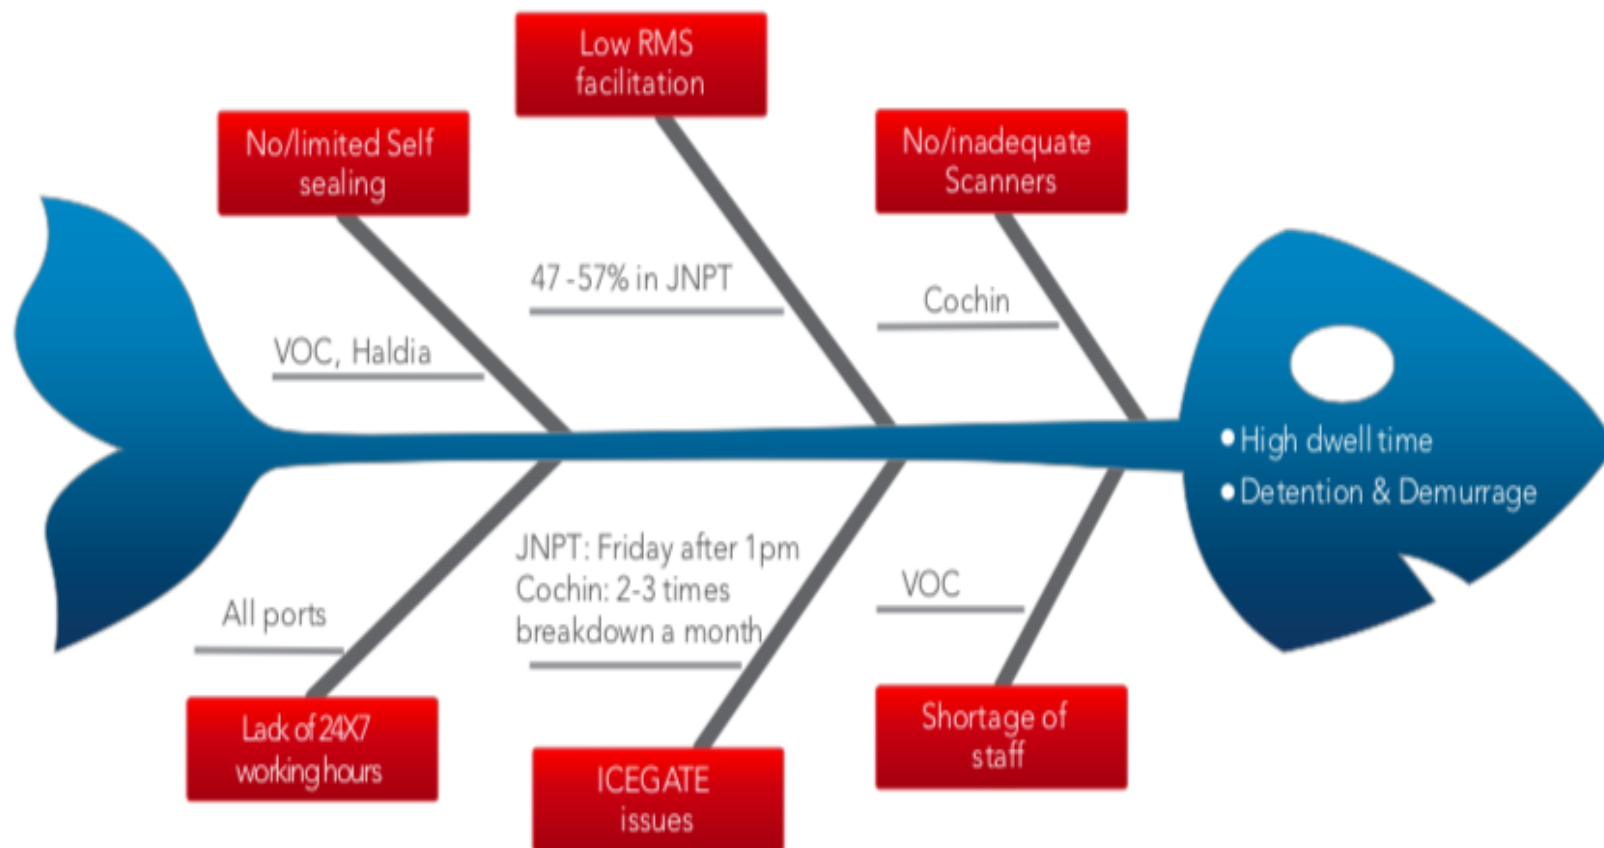 Low RMS
facilitation
No/limited Self
sealing
No/inadequate
Scanners
47 -57% in JNPT
Cochin
VOC, Haldia
• High dwell time
• Detention & Demurrage
JNPT: Friday after 1pm
Cochin: 2-3 times
breakdown a month
VOC
All ports
Lack of 24X7
working hours
ICEGATE
issues
Shortage of
staff